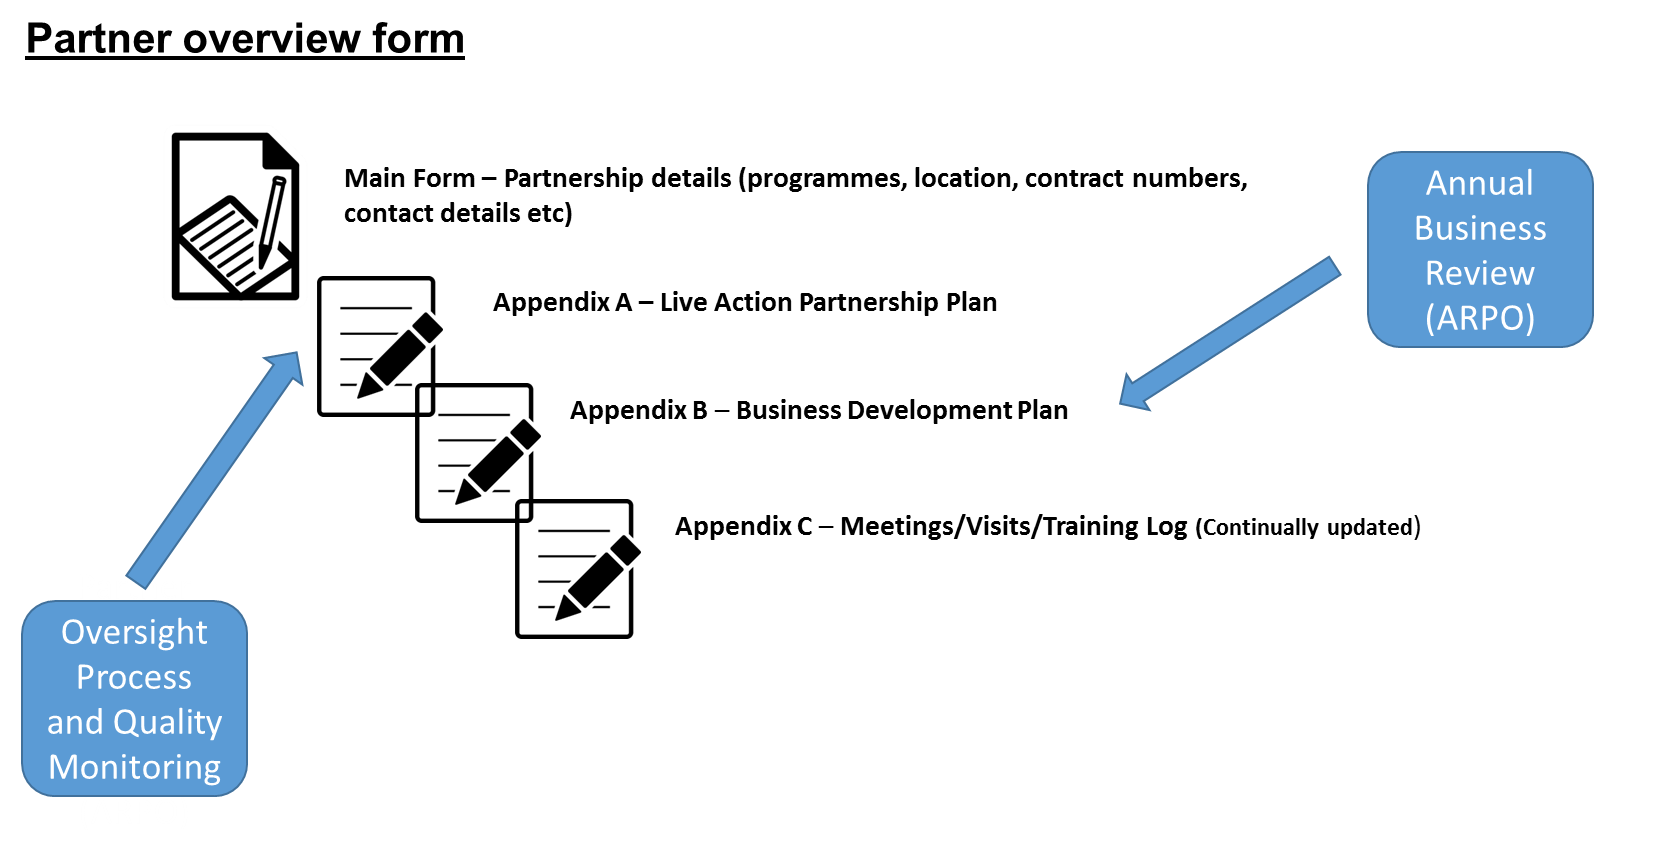 Partner overview form
Main Form – Partnership details (programmes, location, contract numbers,
contact details etc)
Annual
Business
Review
(ARPO)
Appendix A – Live Action Partnership Plan
Appendix B – Business Development Plan
Appendix C – Meetings/Visits/Training Log (Continually updated)
Oversight
Process
and Quality
Monitoring